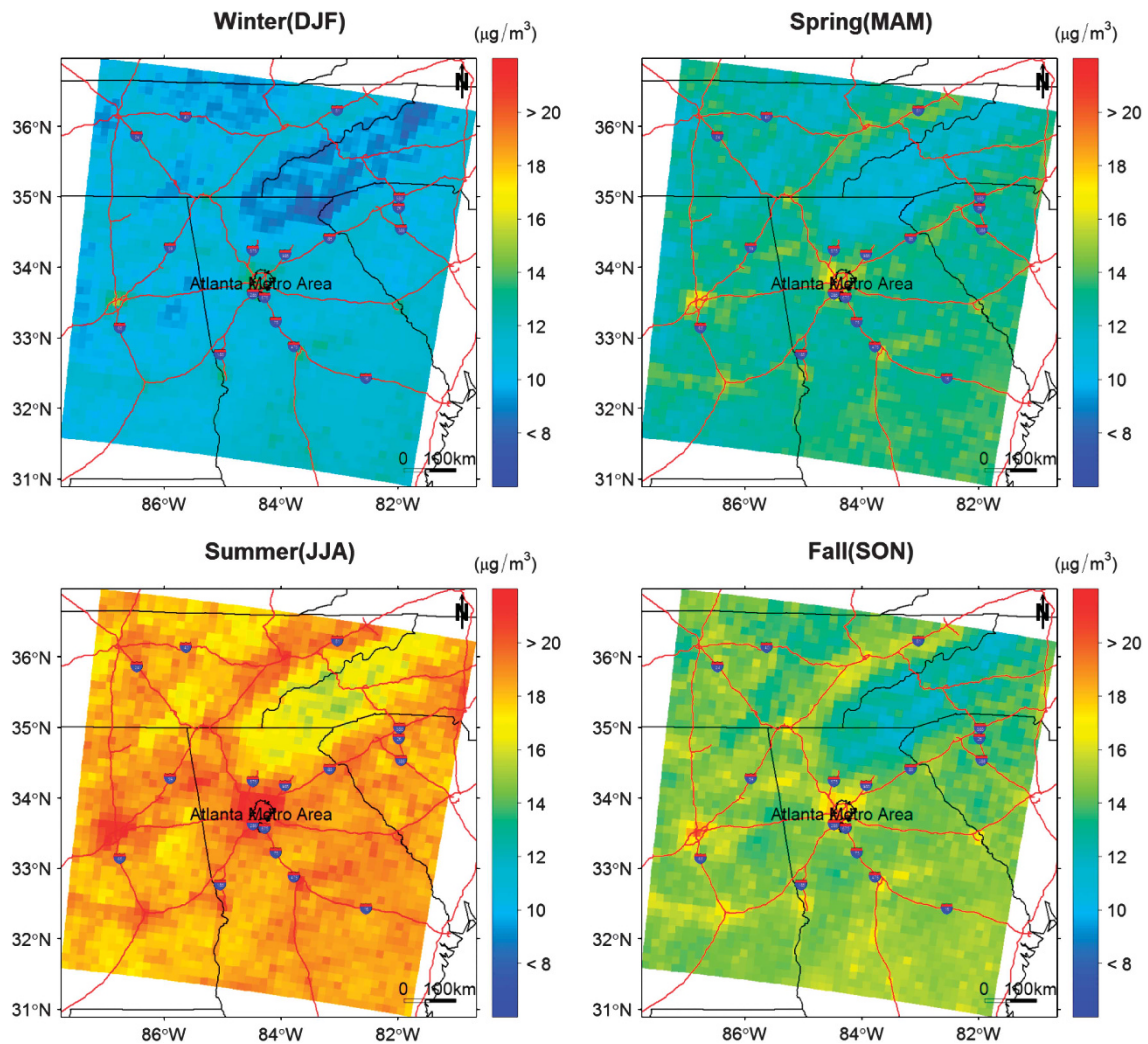 Winter(DJF)
(μg/m³)
N
36°N
35°N
34°N
33°N
32°N
31°N
86°W
84°W
82°W
Atlanta Metro Area
0 100km
> 20
18
16
14
12
10
< 8
Spring(MAM)
(μg/m³)
N
36°N
35°N
34°N
33°N
32°N
31°N
86°W
84°W
82°W
Atlanta Metro Area
0 100km
> 20
18
16
14
12
10
< 8
Summer(JJA)
(μg/m³)
N
36°N
35°N
34°N
33°N
32°N
31°N
86°W
84°W
82°W
Atlanta Metro Area
0 100km
> 20
18
16
14
12
10
< 8
Fall(SON)
(μg/m³)
N
36°N
35°N
34°N
33°N
32°N
31°N
86°W
84°W
82°W
Atlanta Metro Area
0 100km
> 20
18
16
14
12
10
< 8